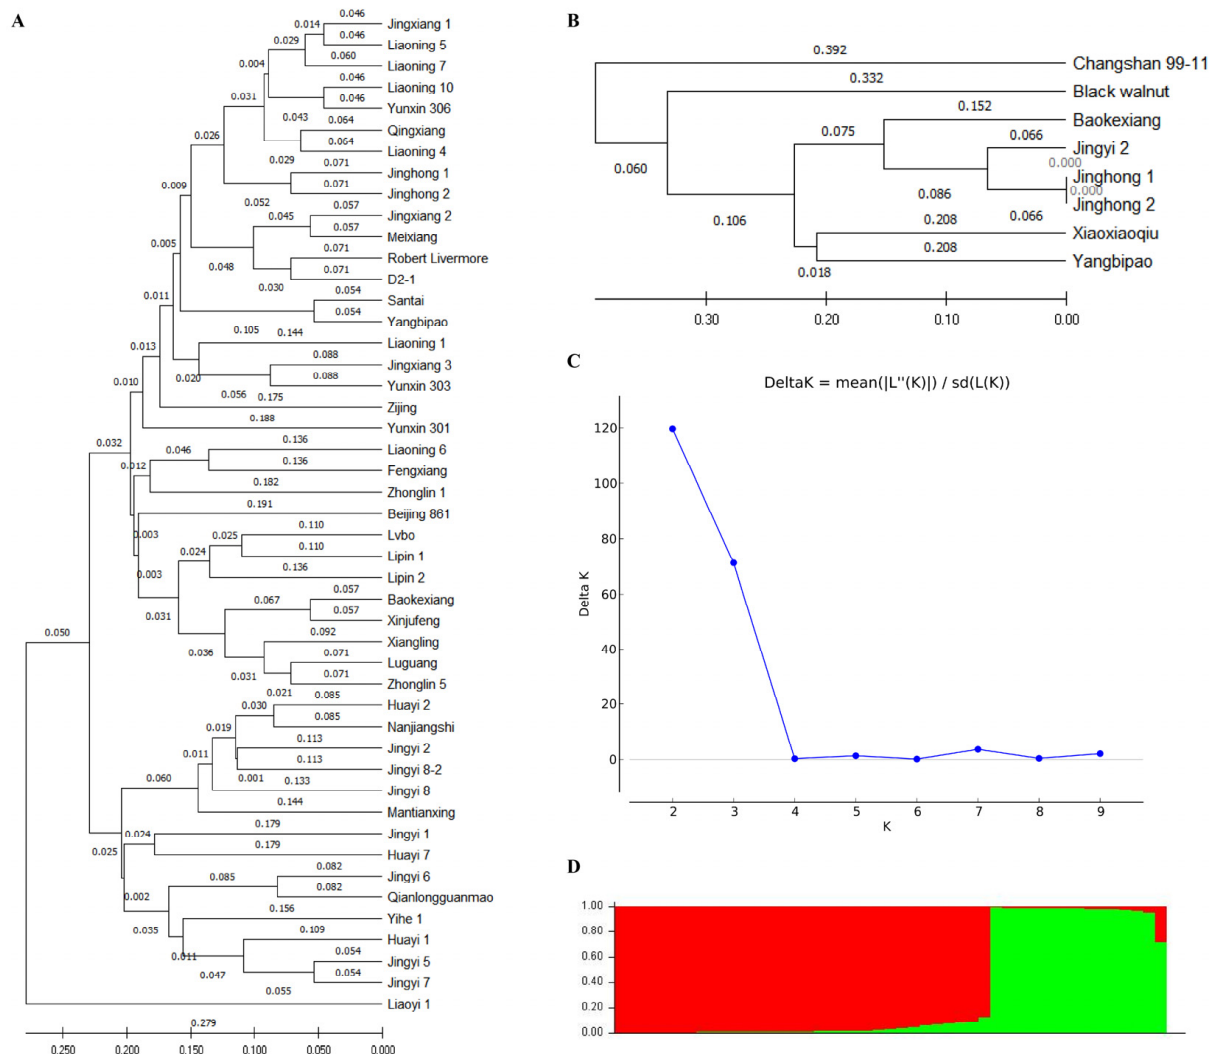 A
0.046
Jingxiang 1
0.014
0.046
Liaoning 5
0.029
0.060
Liaoning 7
0.004
0.046
Liaoning 10
0.031
0.046
Yunxin 306
0.043
0.064
Qingxiang
0.026
0.064
Liaoning 4
0.029
0.071
Jinghong 1
0.009
0.071
Jinghong 2
0.052
0.057
Jingxiang 2
0.045
0.057
Meixiang
0.005
0.071
Robert Livermore
0.048
0.071
D2-1
0.030
0.054
Santai
0.011
0.054
Yangbipao
0.105
0.144
Liaoning 1
0.013
0.088
Jingxiang 3
0.020
0.088
Yunxin 303
0.010
0.056
0.175
Zijing
0.188
Yunxin 301
0.032
0.136
Liaoning 6
0.046
0.136
Fengxiang
0.012
0.182
Zhonglin 1
0.191
Beijing 861
0.003
0.110
Lvbo
0.025
0.110
Lipin 1
0.024
0.136
Lipin 2
0.003
0.057
Baokexiang
0.067
0.057
Xinjufeng
0.031
0.092
Xiangling
0.050
0.036
0.071
Luguang
0.071
Zhonglin 5
0.031
0.021
0.085
Huayi 2
0.030
0.085
Nanjiangshi
0.019
0.113
Jingyi 2
0.011
0.113
Jingyi 8-2
0.001
0.133
Jingyi 8
0.060
0.144
Mantianxing
0.179
Jingyi 1
0.024
0.179
Huayi 7
0.025
0.082
Jingyi 6
0.085
0.082
Qianlongguanmao
0.002
0.156
Yihe 1
0.035
0.109
Huayi 1
0.011
0.054
Jingyi 5
0.047
0.054
Jingyi 7
0.055
Liaoyi 1
0.279
0.250 0.200 0.150 0.100 0.050 0.000
B
0.392
Changshan 99-11
0.332
Black walnut
0.152
Baokexiang
0.075
0.066
Jingyi 2
0.060
0.000
Jinghong 1
0.086
0.000
Jinghong 2
0.106
0.208
0.066
Xiaoxiaoqiu
0.208
Yangbipao
0.018
0.30 0.20 0.10 0.00
C
DeltaK = mean(|L''(K)|) / sd(L(K))
120
100
80
60
40
20
0
Delta K
2 3 4 5 6 7 8 9
K
D
1.00
0.80
0.60
0.40
0.20
0.00